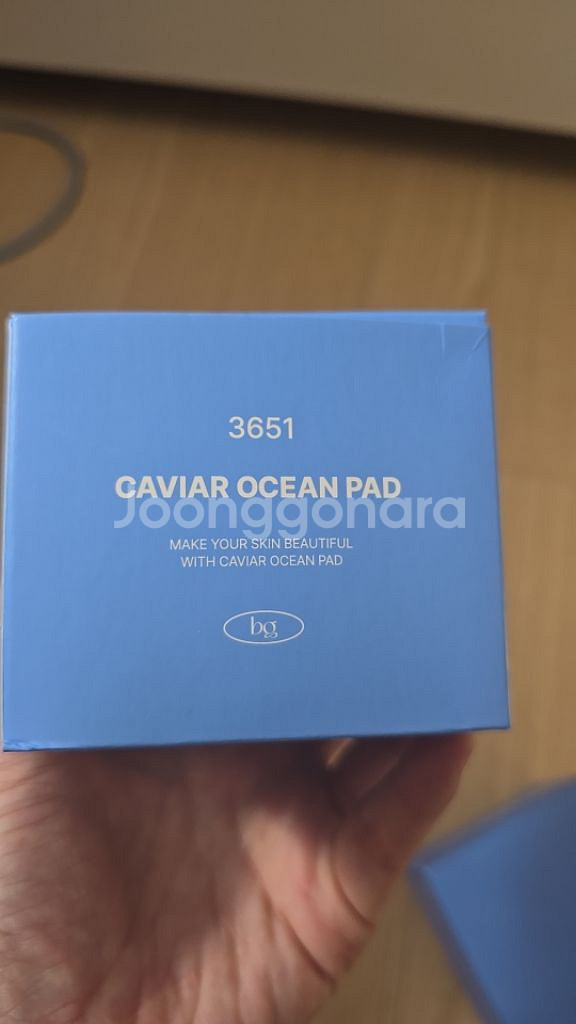 3651
CAVIAR OCEAN PAD
Joonggonara
MAKE YOUR SKIN BEAUTIFUL
WITH CAVIAR OCEAN PAD
bg